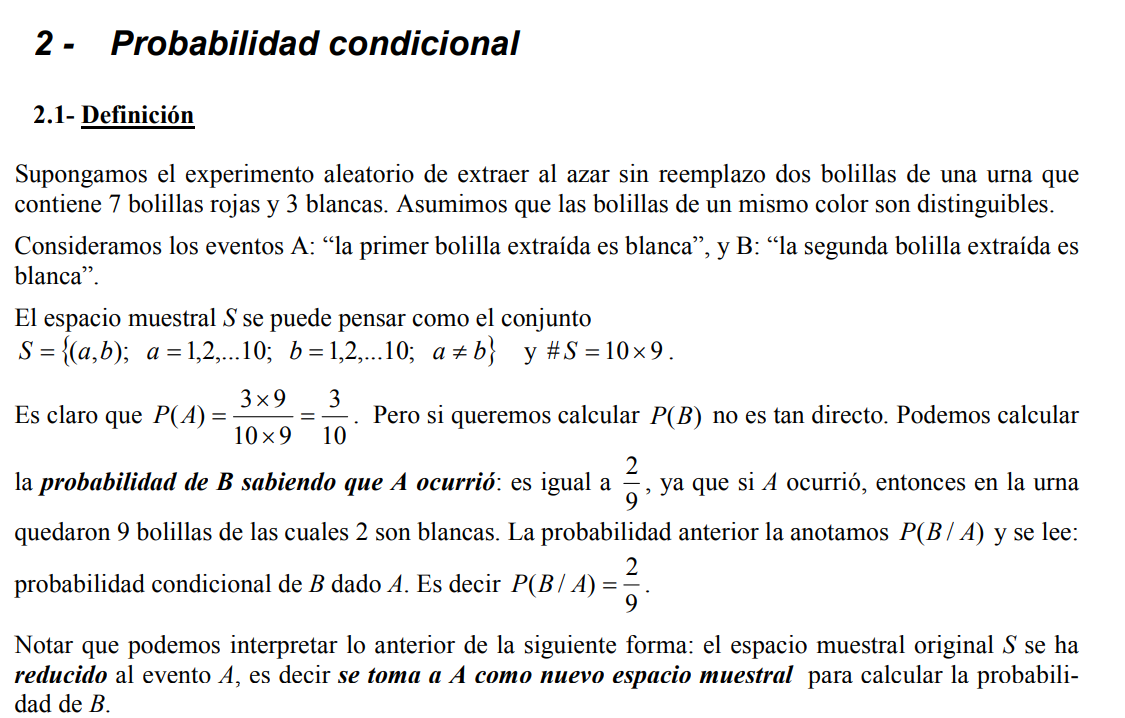 2 - Probabilidad condicional
2.1- Definición
Supongamos el experimento aleatorio de extraer al azar sin reemplazo dos bolillas de una urna que
contiene 7 bolillas rojas y 3 blancas. Asumimos que las bolillas de un mismo color son distinguibles.
Consideramos los eventos A: “la primer bolilla extraída es blanca”, y B: “la segunda bolilla extraída es
blanca”.
El espacio muestral S se puede pensar como el conjunto
S = {(a,b); a = 1,2,...10; b = 1,2,...10; a ≠ b} y #S = 10×9.
Es claro que P(A) = \frac{3×9}{10×9} = \frac{3}{10}. Pero si queremos calcular P(B) no es tan directo. Podemos calcular
la probabilidad de B sabiendo que A ocurrió: es igual a \frac{2}{9}, ya que si A ocurrió, entonces en la urna
quedaron 9 bolillas de las cuales 2 son blancas. La probabilidad anterior la anotamos P(B / A) y se lee:
probabilidad condicional de B dado A. Es decir P(B / A) = \frac{2}{9}.
Notar que podemos interpretar lo anterior de la siguiente forma: el espacio muestral original S se ha
reducido al evento A, es decir se toma a A como nuevo espacio muestral para calcular la probabili-
dad de B.